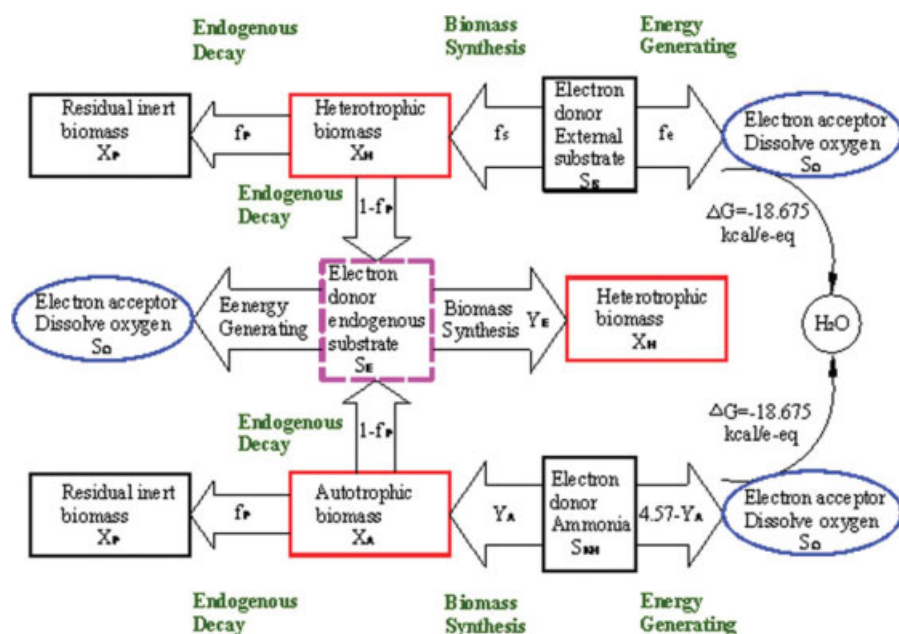 Endogenous
Decay
Biomass
Synthesis
Energy
Generating
Residual inert
biomass
XP
fP
Heterotrophic
biomass
XH
fs
Electron
donor
External
substrate
SS
fe
Electron acceptor
Dissolve oxygen
SO
Endogenous
Decay
1-fP
△G=-18.675
kcal/e-eq
Electron acceptor
Dissolve oxygen
SO
Eenergy
Generating
Electron
donor
endogenous
substrate
SE
Biomass
Synthesis
YE
Heterotrophic
biomass
XH
H2O
Endogenous
Decay
1-fP
△G=-18.675
kcal/e-eq
Residual inert
biomass
XP
fP
Autotrophic
biomass
XA
YA
Electron
donor
Ammonia
SNH
4.57-YA
Electron acceptor
Dissolve oxygen
SO
Endogenous
Decay
Biomass
Synthesis
Energy
Generating